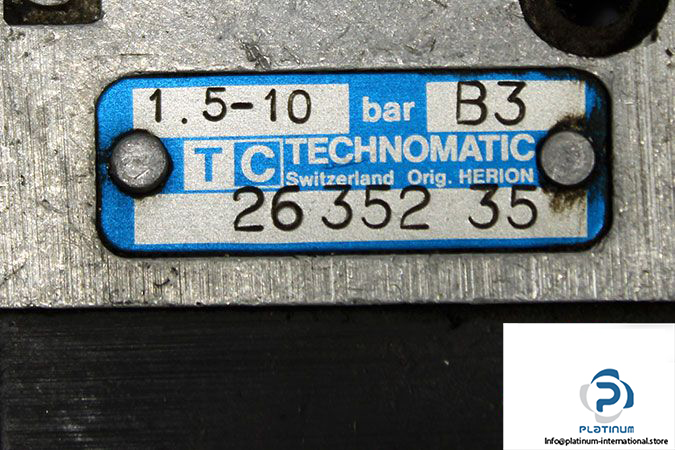 1.5-10 bar B3
TC TECHNOMATIC
Switzerland Orig. HERION
26 352 35
PLATINUM
Info@platinum-international.store